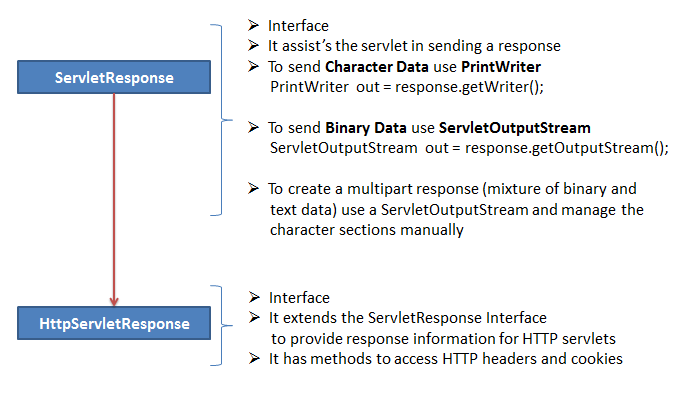 ServletResponse
➤ Interface
➤ It assist's the servlet in sending a response
➤ To send Character Data use PrintWriter
PrintWriter out = response.getWriter();
➤ To send Binary Data use ServletOutputStream
ServletOutputStream out = response.getOutputStream();
➤ To create a multipart response (mixture of binary and
text data) use a ServletOutputStream and manage the
character sections manually
HttpServletResponse
➤ Interface
➤ It extends the ServletResponse Interface
to provide response information for HTTP servlets
➤ It has methods to access HTTP headers and cookies